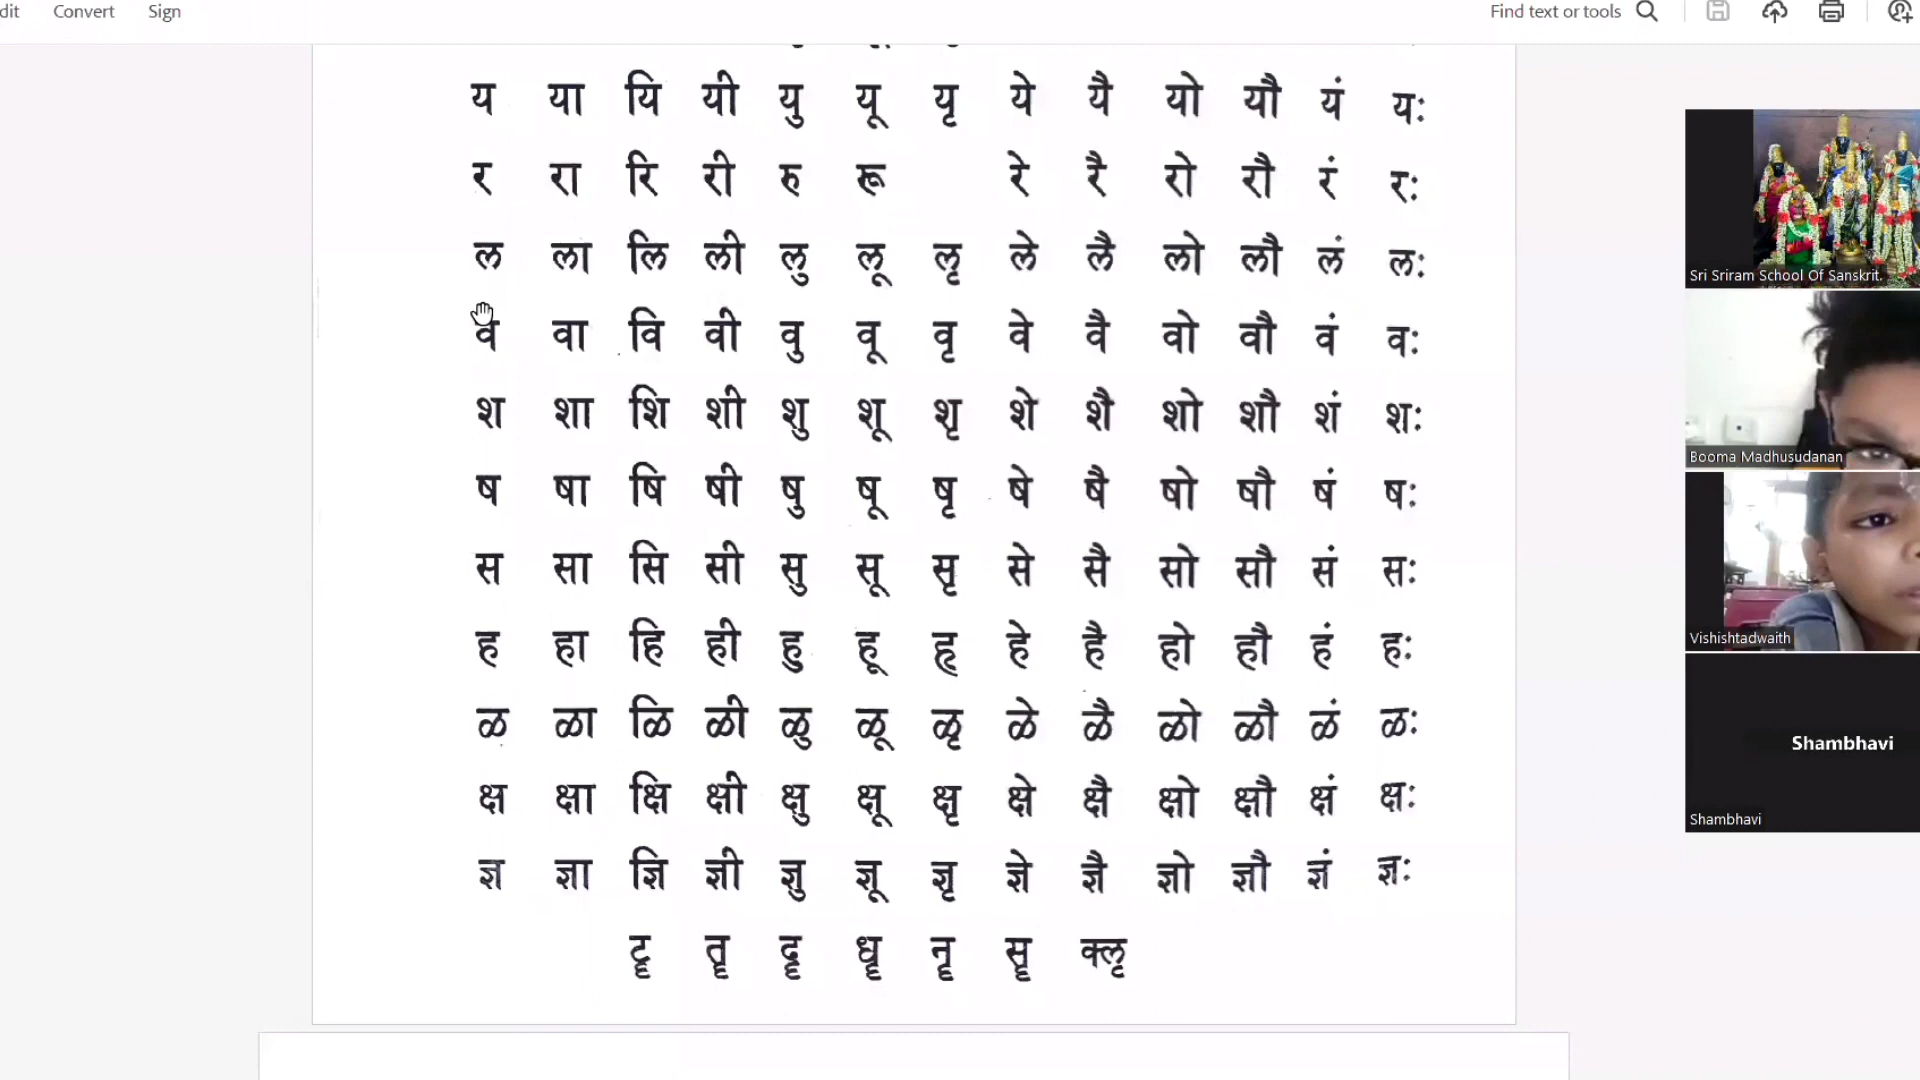 dit Convert Sign Find text or tools
य या यि यी यु यू यृ ये यै यो यौ यं यः
र रा रि री रु रू रे रै रो रौ रं रः
ल ला लि ली लु लू लृ ले लै लो लौ लं लः
व वा वि वी वु वू वृ वे वै वो वौ वं वः
श शा शि शी शु शू शृ शे शै शो शौ शं शः
ष षा षि षी षु षू षृ षे षै षो षौ षं षः
स सा सि सी सु सू सृ से सै सो सौ सं सः
ह हा हि ही हु हू हृ हे है हो हौ हं हः
ळ ळा ळि ळी ळु ळू ळृ ळे ळै ळो ळौ ळं ळः
क्ष क्षा क्षि क्षी क्षु क्षू क्षृ क्षे क्षै क्षो क्षौ क्षं क्षः
ज्ञ ज्ञा ज्ञि ज्ञी ज्ञु ज्ञू ज्ञृ ज्ञे ज्ञै ज्ञो ज्ञौ ज्ञं ज्ञः
टॄ तॄ दॄ धॄ नॄ सॄ क्लृ
Sri Sriram School Of Sanskrit.
Booma Madhusudanan
Vishishtadwaith
Shambhavi
Shambhavi